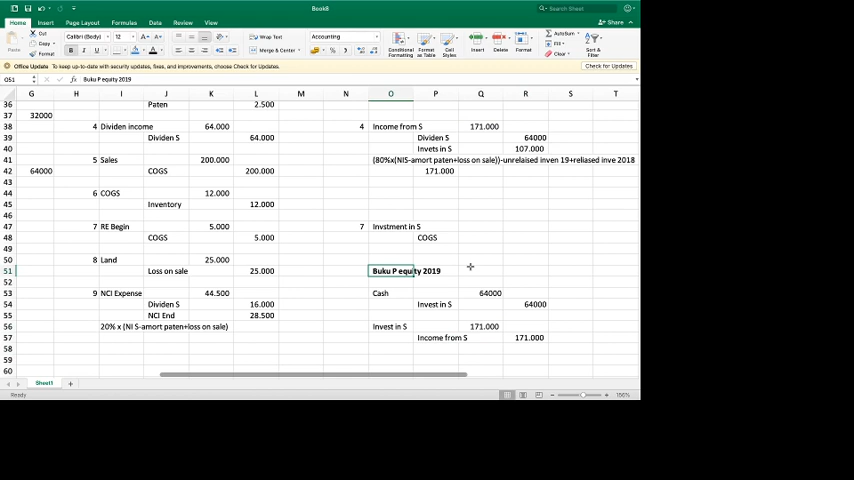 Book8
Search Sheet
Home Insert Page Layout Formulas Data Review View
Share
Cut
Copy
Format
Paste
Calibri (Body) 12
Wrap Text
Merge & Center
Accounting
Conditional Formatting
Format as Table
Cell Styles
Insert Delete Format
AutoSum
Fill
Clear
Sort & Filter
Office Update To keep up-to-date with security updates, fixes, and improvements, choose Check for Updates.
Check for Updates
O51 fx Buku P equity 2019
G H I J K L M N O P Q R S T
36 Paten 2.500
37 32000
38 4 Dividen income 64.000 4 Income from S 171.000
39 Dividen S 64.000 Dividen S 64000
40 Invets in S 107.000
41 5 Sales 200.000 (80%x(NIS-amort paten+loss on sale))-unrelaised inven 19+reliased inve 2018
42 64000 COGS 200.000 171.000
43
44 6 COGS 12.000
45 Inventory 12.000
46
47 7 RE Begin 5.000 7 Invstment in S
48 COGS 5.000 COGS
49
50 8 Land 25.000
51 Loss on sale 25.000 Buku P equity 2019
52
53 9 NCI Expense 44.500 Cash 64000
54 Dividen S 16.000 Invest in S 64000
55 NCI End 28.500
56 20% x (NI S-amort paten+loss on sale) Invest in S 171.000
57 Income from S 171.000
58
59
60
Sheet1
Ready
156%